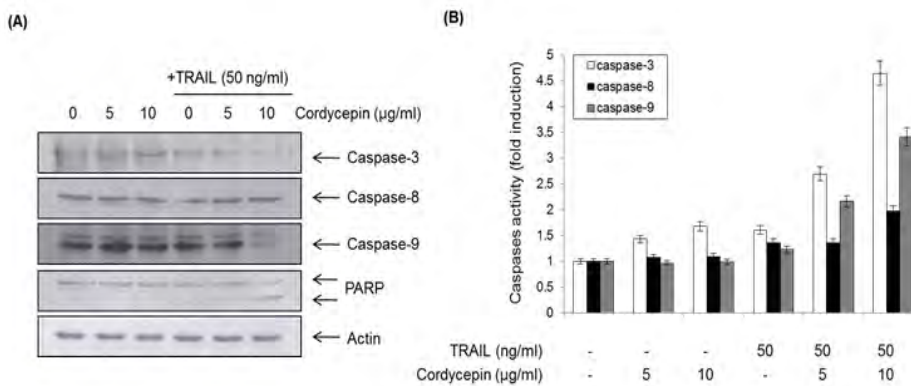 (A)
+TRAIL (50 ng/ml)
0 5 10 0 5 10 Cordycepin (µg/ml)
Caspase-3
Caspase-8
Caspase-9
PARP
Actin
(B)
Caspases activity (fold induction)
5
4.5
4
3.5
3
2.5
2
1.5
1
0.5
0
caspase-3
caspase-8
caspase-9
TRAIL (ng/ml) - - - 50 50 50
Cordycepin (µg/ml) - 5 10 - 5 10